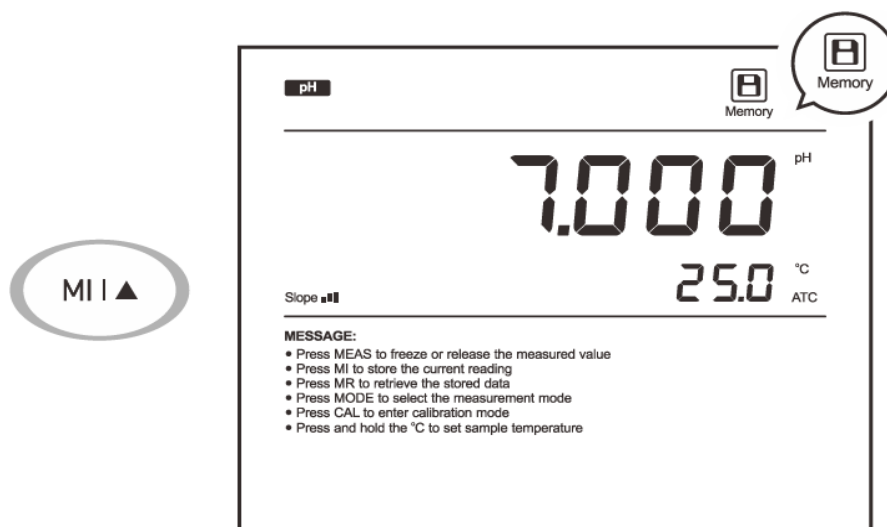 Memory
pH
Memory
7.000 pH
25.0 °C
ATC
Slope
MI | ▲
MESSAGE:
• Press MEAS to freeze or release the measured value
• Press MI to store the current reading
• Press MR to retrieve the stored data
• Press MODE to select the measurement mode
• Press CAL to enter calibration mode
• Press and hold the °C to set sample temperature